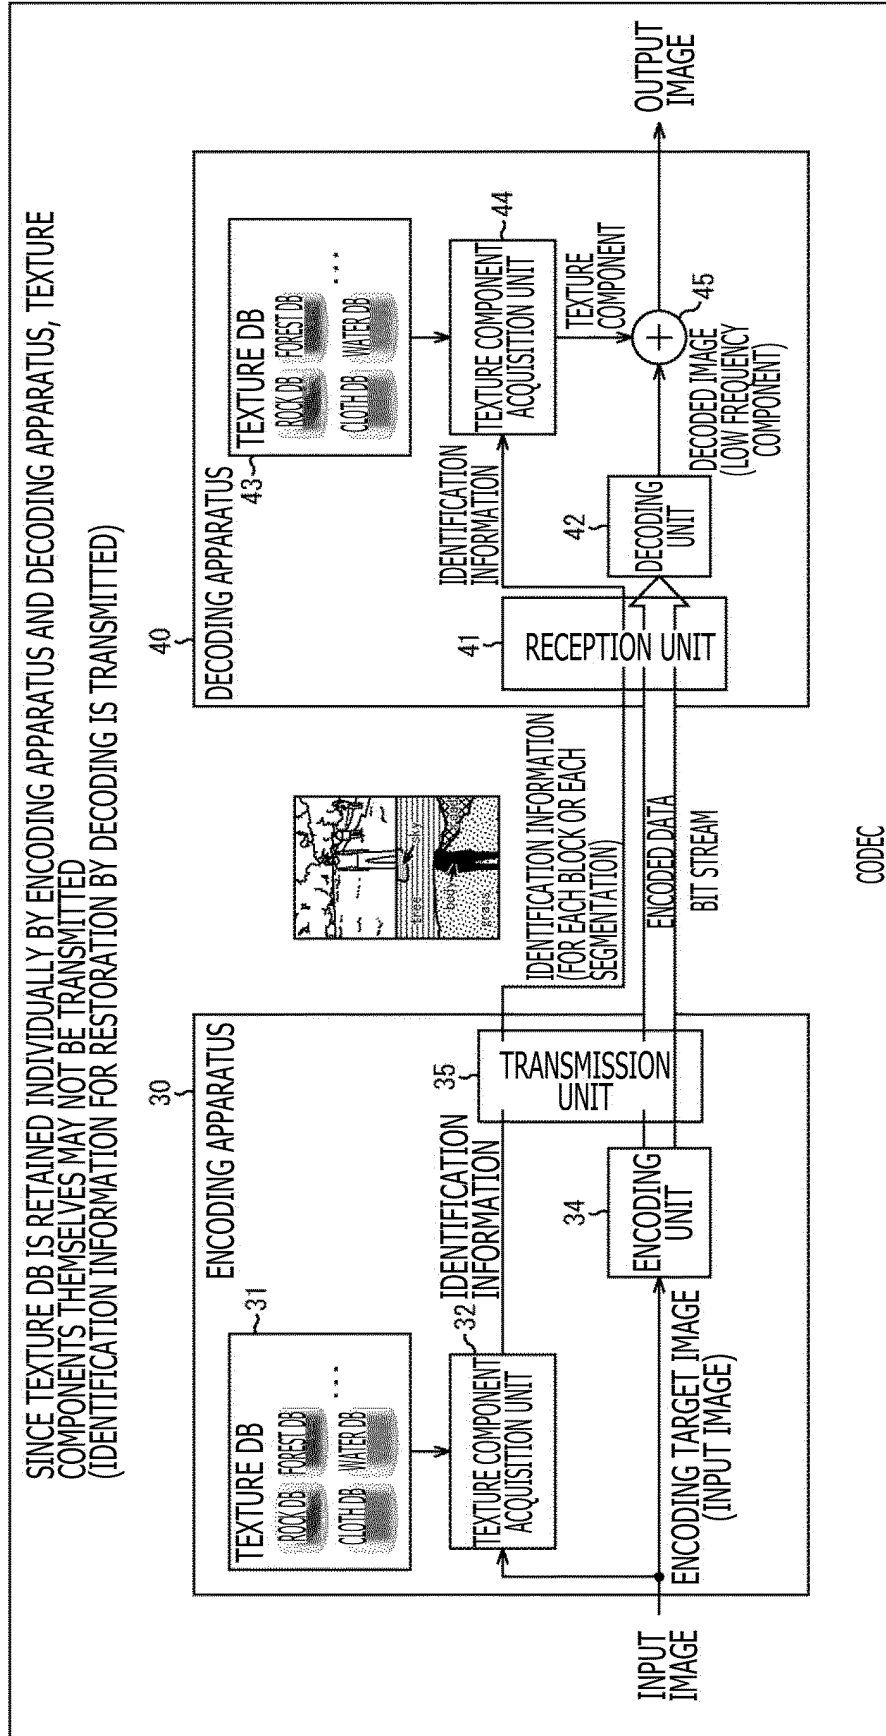 SINCE TEXTURE DB IS RETAINED INDIVIDUALLY BY ENCODING APPARATUS AND DECODING APPARATUS, TEXTURE
COMPONENTS THEMSELVES MAY NOT BE TRANSMITTED
(IDENTIFICATION INFORMATION FOR RESTORATION BY DECODING IS TRANSMITTED)
30
ENCODING APPARATUS
31
TEXTURE DB
ROCK DB
FOREST DB
CLOTH DB
WATER DB
...
32
TEXTURE COMPONENT
ACQUISITION UNIT
IDENTIFICATION
INFORMATION
35
TRANSMISSION
UNIT
34
ENCODING
UNIT
INPUT
IMAGE
ENCODING TARGET IMAGE
(INPUT IMAGE)
tree
sky
body
grass
IDENTIFICATION INFORMATION
(FOR EACH BLOCK OR EACH
SEGMENTATION)
ENCODED DATA
BIT STREAM
40
DECODING APPARATUS
43
TEXTURE DB
ROCK DB
FOREST DB
CLOTH DB
WATER DB
...
IDENTIFICATION
INFORMATION
44
TEXTURE COMPONENT
ACQUISITION UNIT
TEXTURE
COMPONENT
41
RECEPTION UNIT
42
DECODING
UNIT
45
+
DECODED IMAGE
(LOW FREQUENCY
COMPONENT)
OUTPUT
IMAGE
CODEC